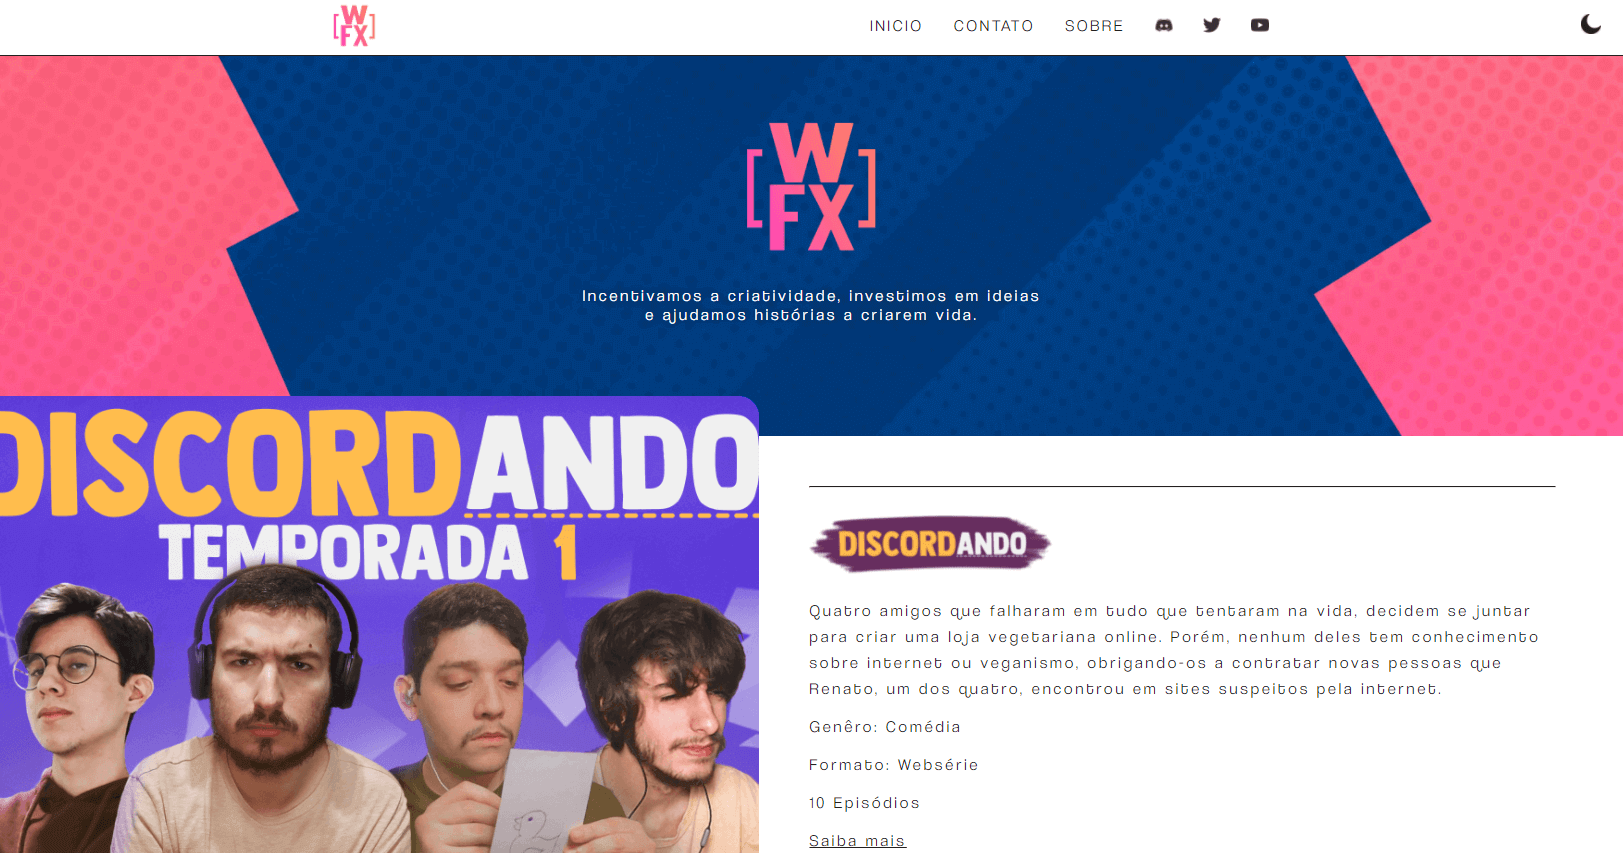 W
FX
INICIO CONTATO SOBRE
[W
FX]
Incentivamos a criatividade, investimos em ideias
e ajudamos histórias a criarem vida.
DISCORDANDO
TEMPORADA 1
DISCORDANDO
Quatro amigos que falharam em tudo que tentaram na vida, decidem se juntar
para criar uma loja vegetariana online. Porém, nenhum deles tem conhecimento
sobre internet ou veganismo, obrigando-os a contratar novas pessoas que
Renato, um dos quatro, encontrou em sites suspeitos pela internet.
Genêro: Comédia
Formato: Websérie
10 Episódios
Saiba mais